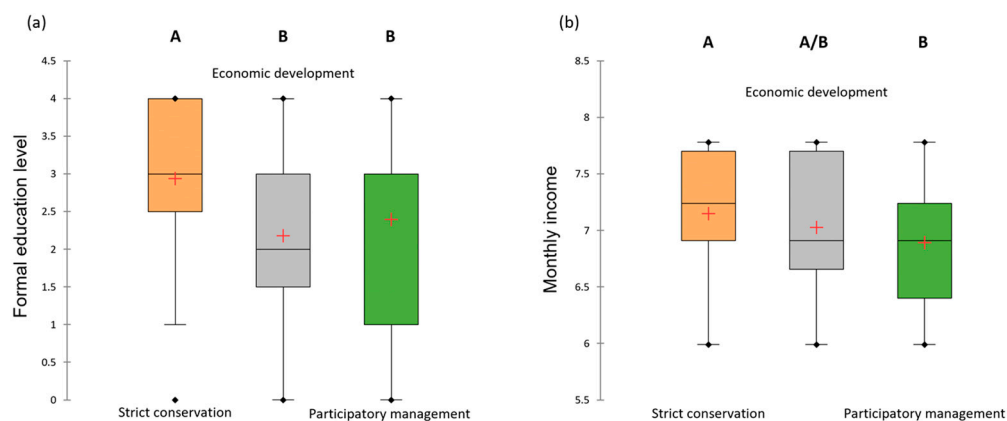 (a)
A B B
Economic development
Formal education level
4.5
4
3.5
3
2.5
2
1.5
1
0.5
0
Strict conservation Participatory management
(b)
A A/B B
Economic development
Monthly income
8.5
8
7.5
7
6.5
6
5.5
Strict conservation Participatory management